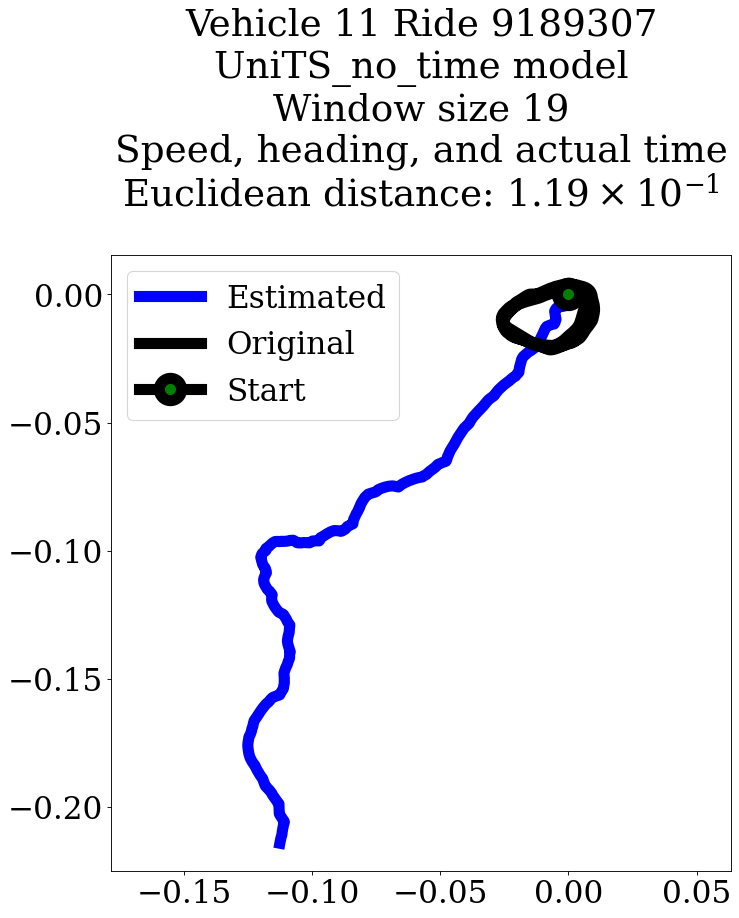 Vehicle 11 Ride 9189307
UniTS_no_time model
Window size 19
Speed, heading, and actual time
Euclidean distance: 1.19 × 10⁻¹
Estimated
Original
Start
0.00
−0.05
−0.10
−0.15
−0.20
−0.15 −0.10 −0.05 0.00 0.05